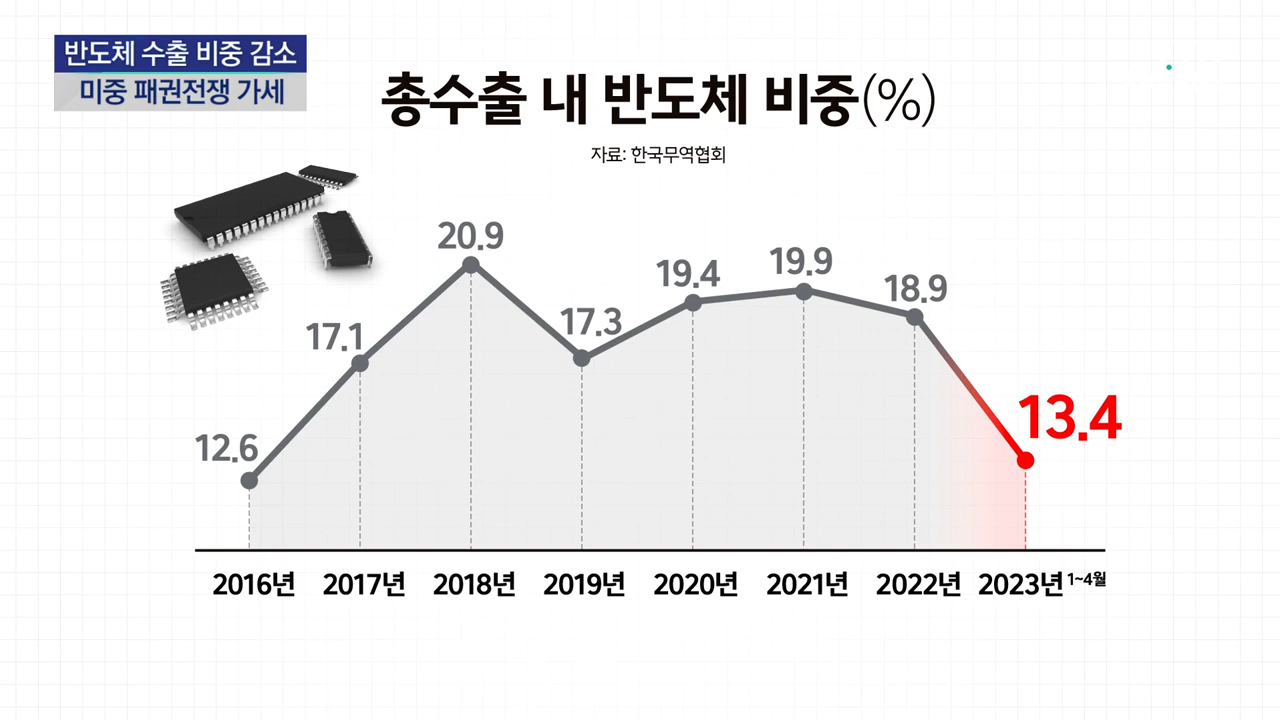 반도체 수출 비중 감소
미중 패권전쟁 가세
총수출 내 반도체 비중(%)
자료: 한국무역협회
12.6
17.1
20.9
17.3
19.4
19.9
18.9
13.4
2016년 2017년 2018년 2019년 2020년 2021년 2022년 2023년 1~4월